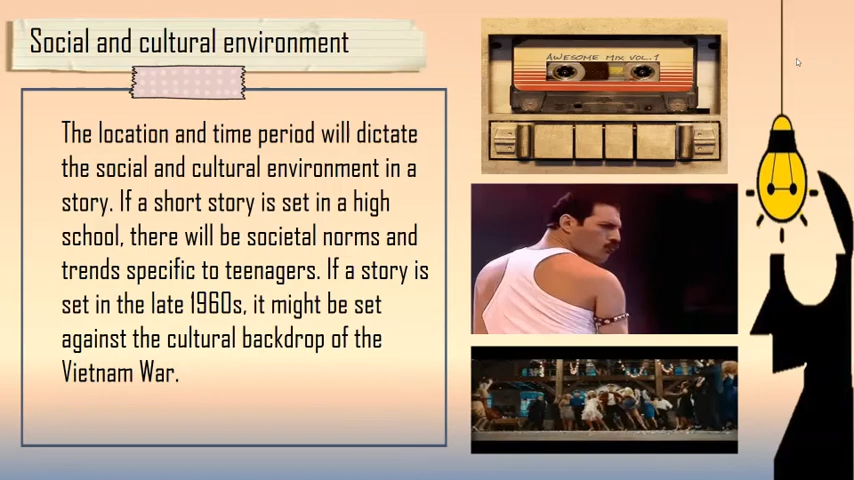 Social and cultural environment
The location and time period will dictate
the social and cultural environment in a
story. If a short story is set in a high
school, there will be societal norms and
trends specific to teenagers. If a story is
set in the late 1960s, it might be set
against the cultural backdrop of the
Vietnam War.
AWESOME MIX VOL.1